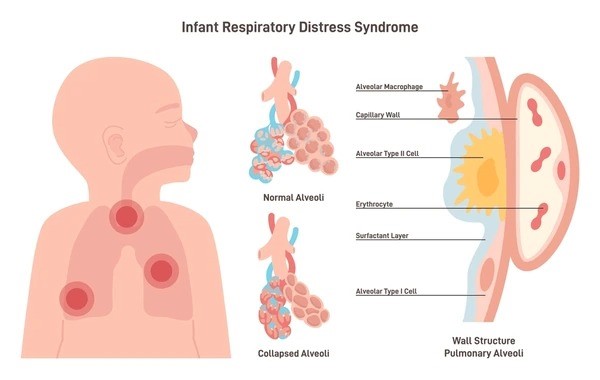 Infant Respiratory Distress Syndrome
Alveolar Macrophage
Capillary Wall
Alveolar Type II Cell
Erythrocyte
Surfactant Layer
Alveolar Type I Cell
Normal Alveoli
Collapsed Alveoli
Wall Structure
Pulmonary Alveoli